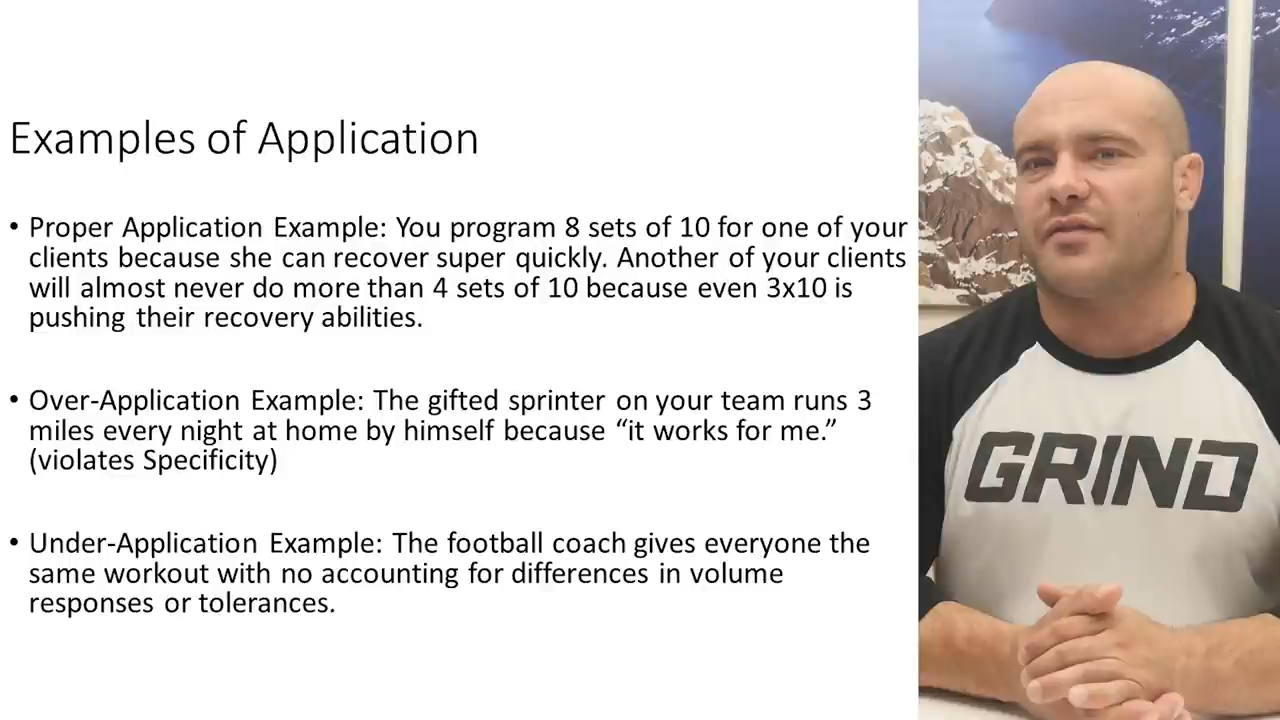 Examples of Application
• Proper Application Example: You program 8 sets of 10 for one of your
clients because she can recover super quickly. Another of your clients
will almost never do more than 4 sets of 10 because even 3x10 is
pushing their recovery abilities.
• Over-Application Example: The gifted sprinter on your team runs 3
miles every night at home by himself because “it works for me.”
(violates Specificity)
• Under-Application Example: The football coach gives everyone the
same workout with no accounting for differences in volume
responses or tolerances.
GRIND